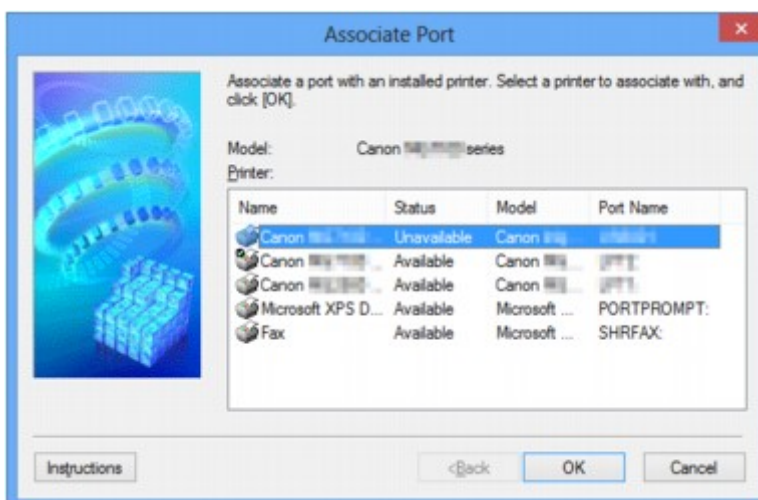 Associate Port
Associate a port with an installed printer. Select a printer to associate with, and
click [OK].
Model: Canon series
Printer:
Name Status Model Port Name
Canon ... Unavailable Canon
Canon ... Available Canon ...
Canon ... Available Canon ...
Microsoft XPS D... Available Microsoft ... PORTPROMPT:
Fax Available Microsoft ... SHRFAX:
Instructions <Back OK Cancel